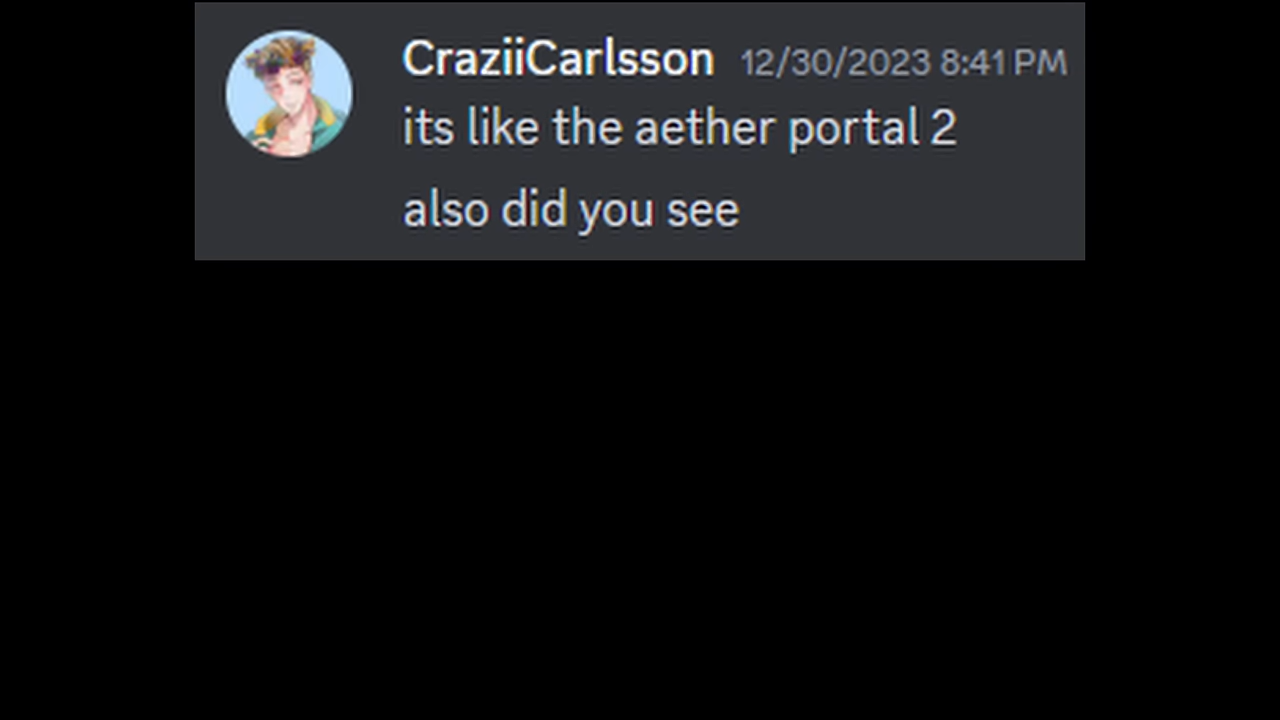 CraziiCarlsson 12/30/2023 8:41 PM
its like the aether portal 2
also did you see